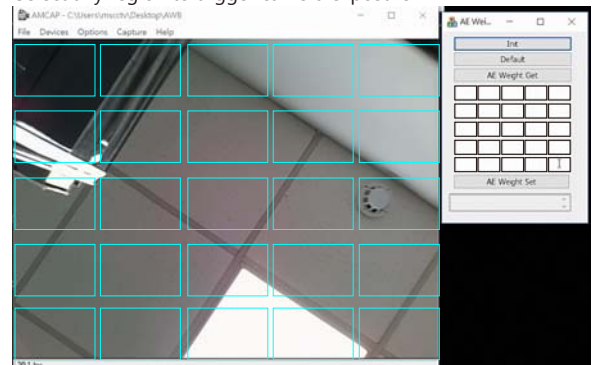 AMCAP - C:\Users\mscctv\Desktop\AWB
File Devices Options Capture Help
AE Wei...
Init
Default
AE Weight Get
AE Weight Set